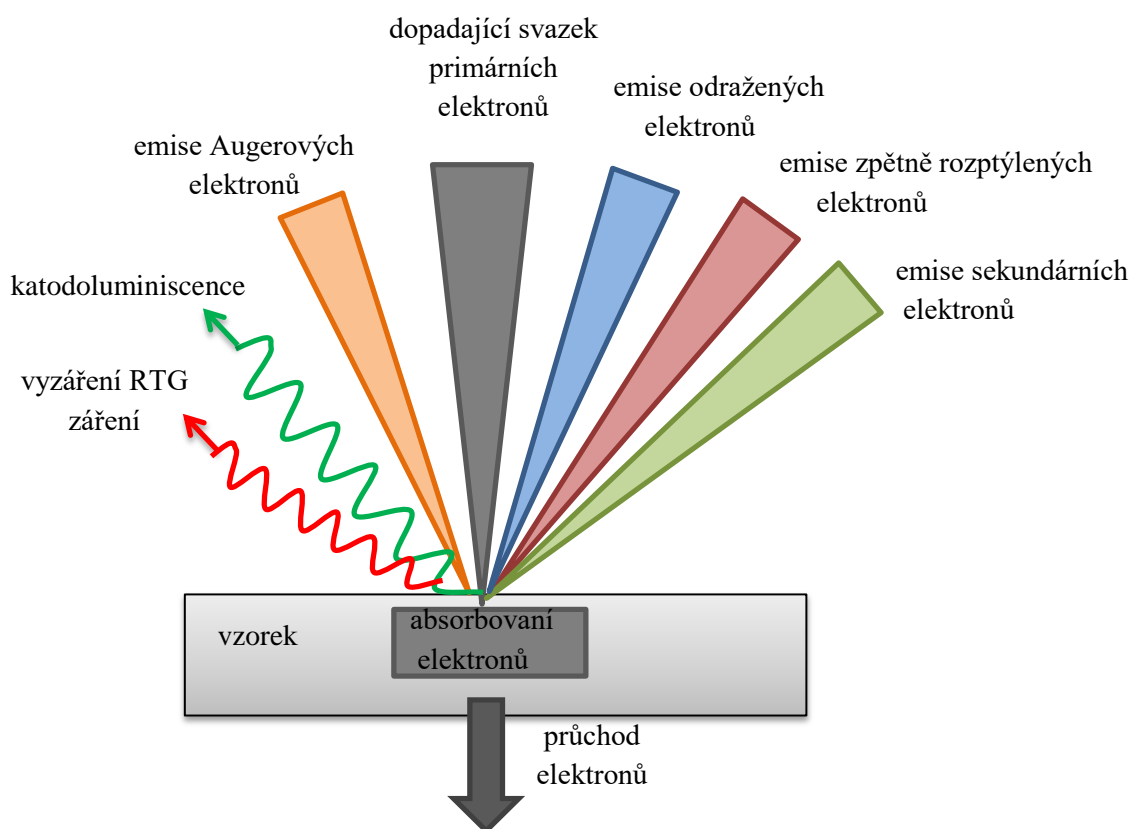 dopadající svazek
primárních
elektronů
emise odražených
elektronů
emise Augerových
elektronů
emise zpětně rozptýlených
elektronů
emise sekundárních
elektronů
katodoluminiscence
vyzáření RTG
záření
vzorek
absorbovaní
elektronů
průchod
elektronů